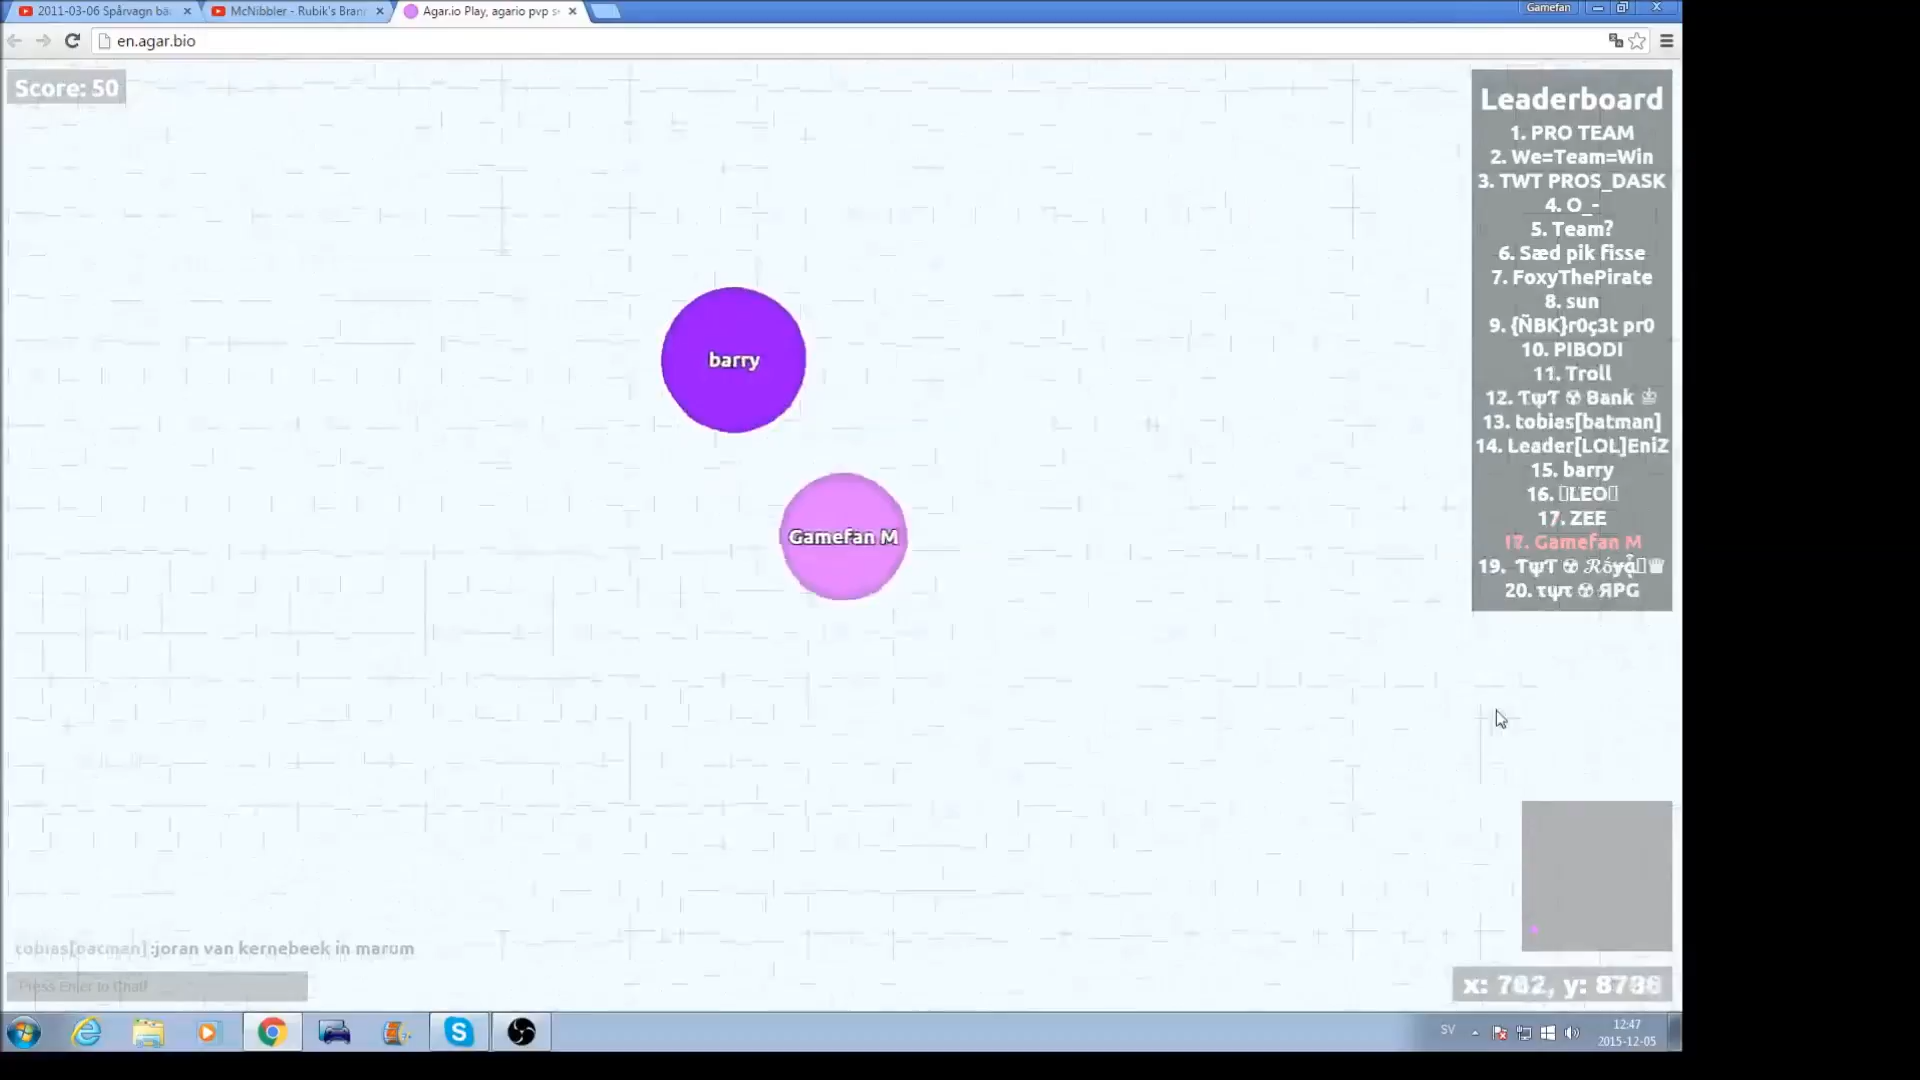 2011-03-06 Spårvagn bå
McNibbler - Rubik's Bran
Agar.io Play, agario pvp s
Gamefan
en.agar.bio
Score: 50
Leaderboard
1. PRO TEAM
2. We=Team=Win
3. TWT PROS_DASK
4. O_-
5. Team?
6. Sæd pik fisse
7. FoxyThePirate
8. sun
9. {ÑBK}r0ç3t pr0
10. PIBODI
11. Troll
12. TψT ☢ Bank ♔
13. tobias[batman]
14. Leader[LOL]EniZ
15. barry
16. LEO
17. ZEE
17. Gamefan M
19. TψT ☢
20. τψτ ☢ ЯPG
barry
Gamefan M
tobias[batman] :joran van kernebeek in marum
Press Enter to Chat!
x: 702, y:
SV
12:47
2015-12-05